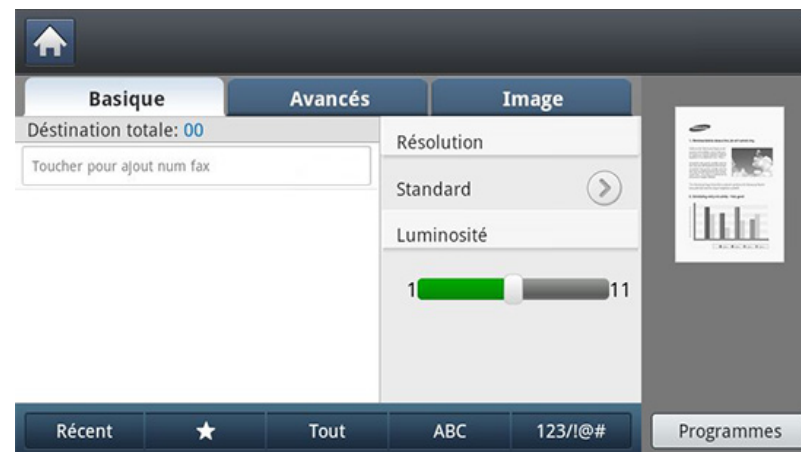 Basique
Avancés
Image
Déstination totale: 00
Toucher pour ajout num fax
Résolution
Standard
Luminosité
1
11
Récent
★
Tout
ABC
123/!@#
Programmes